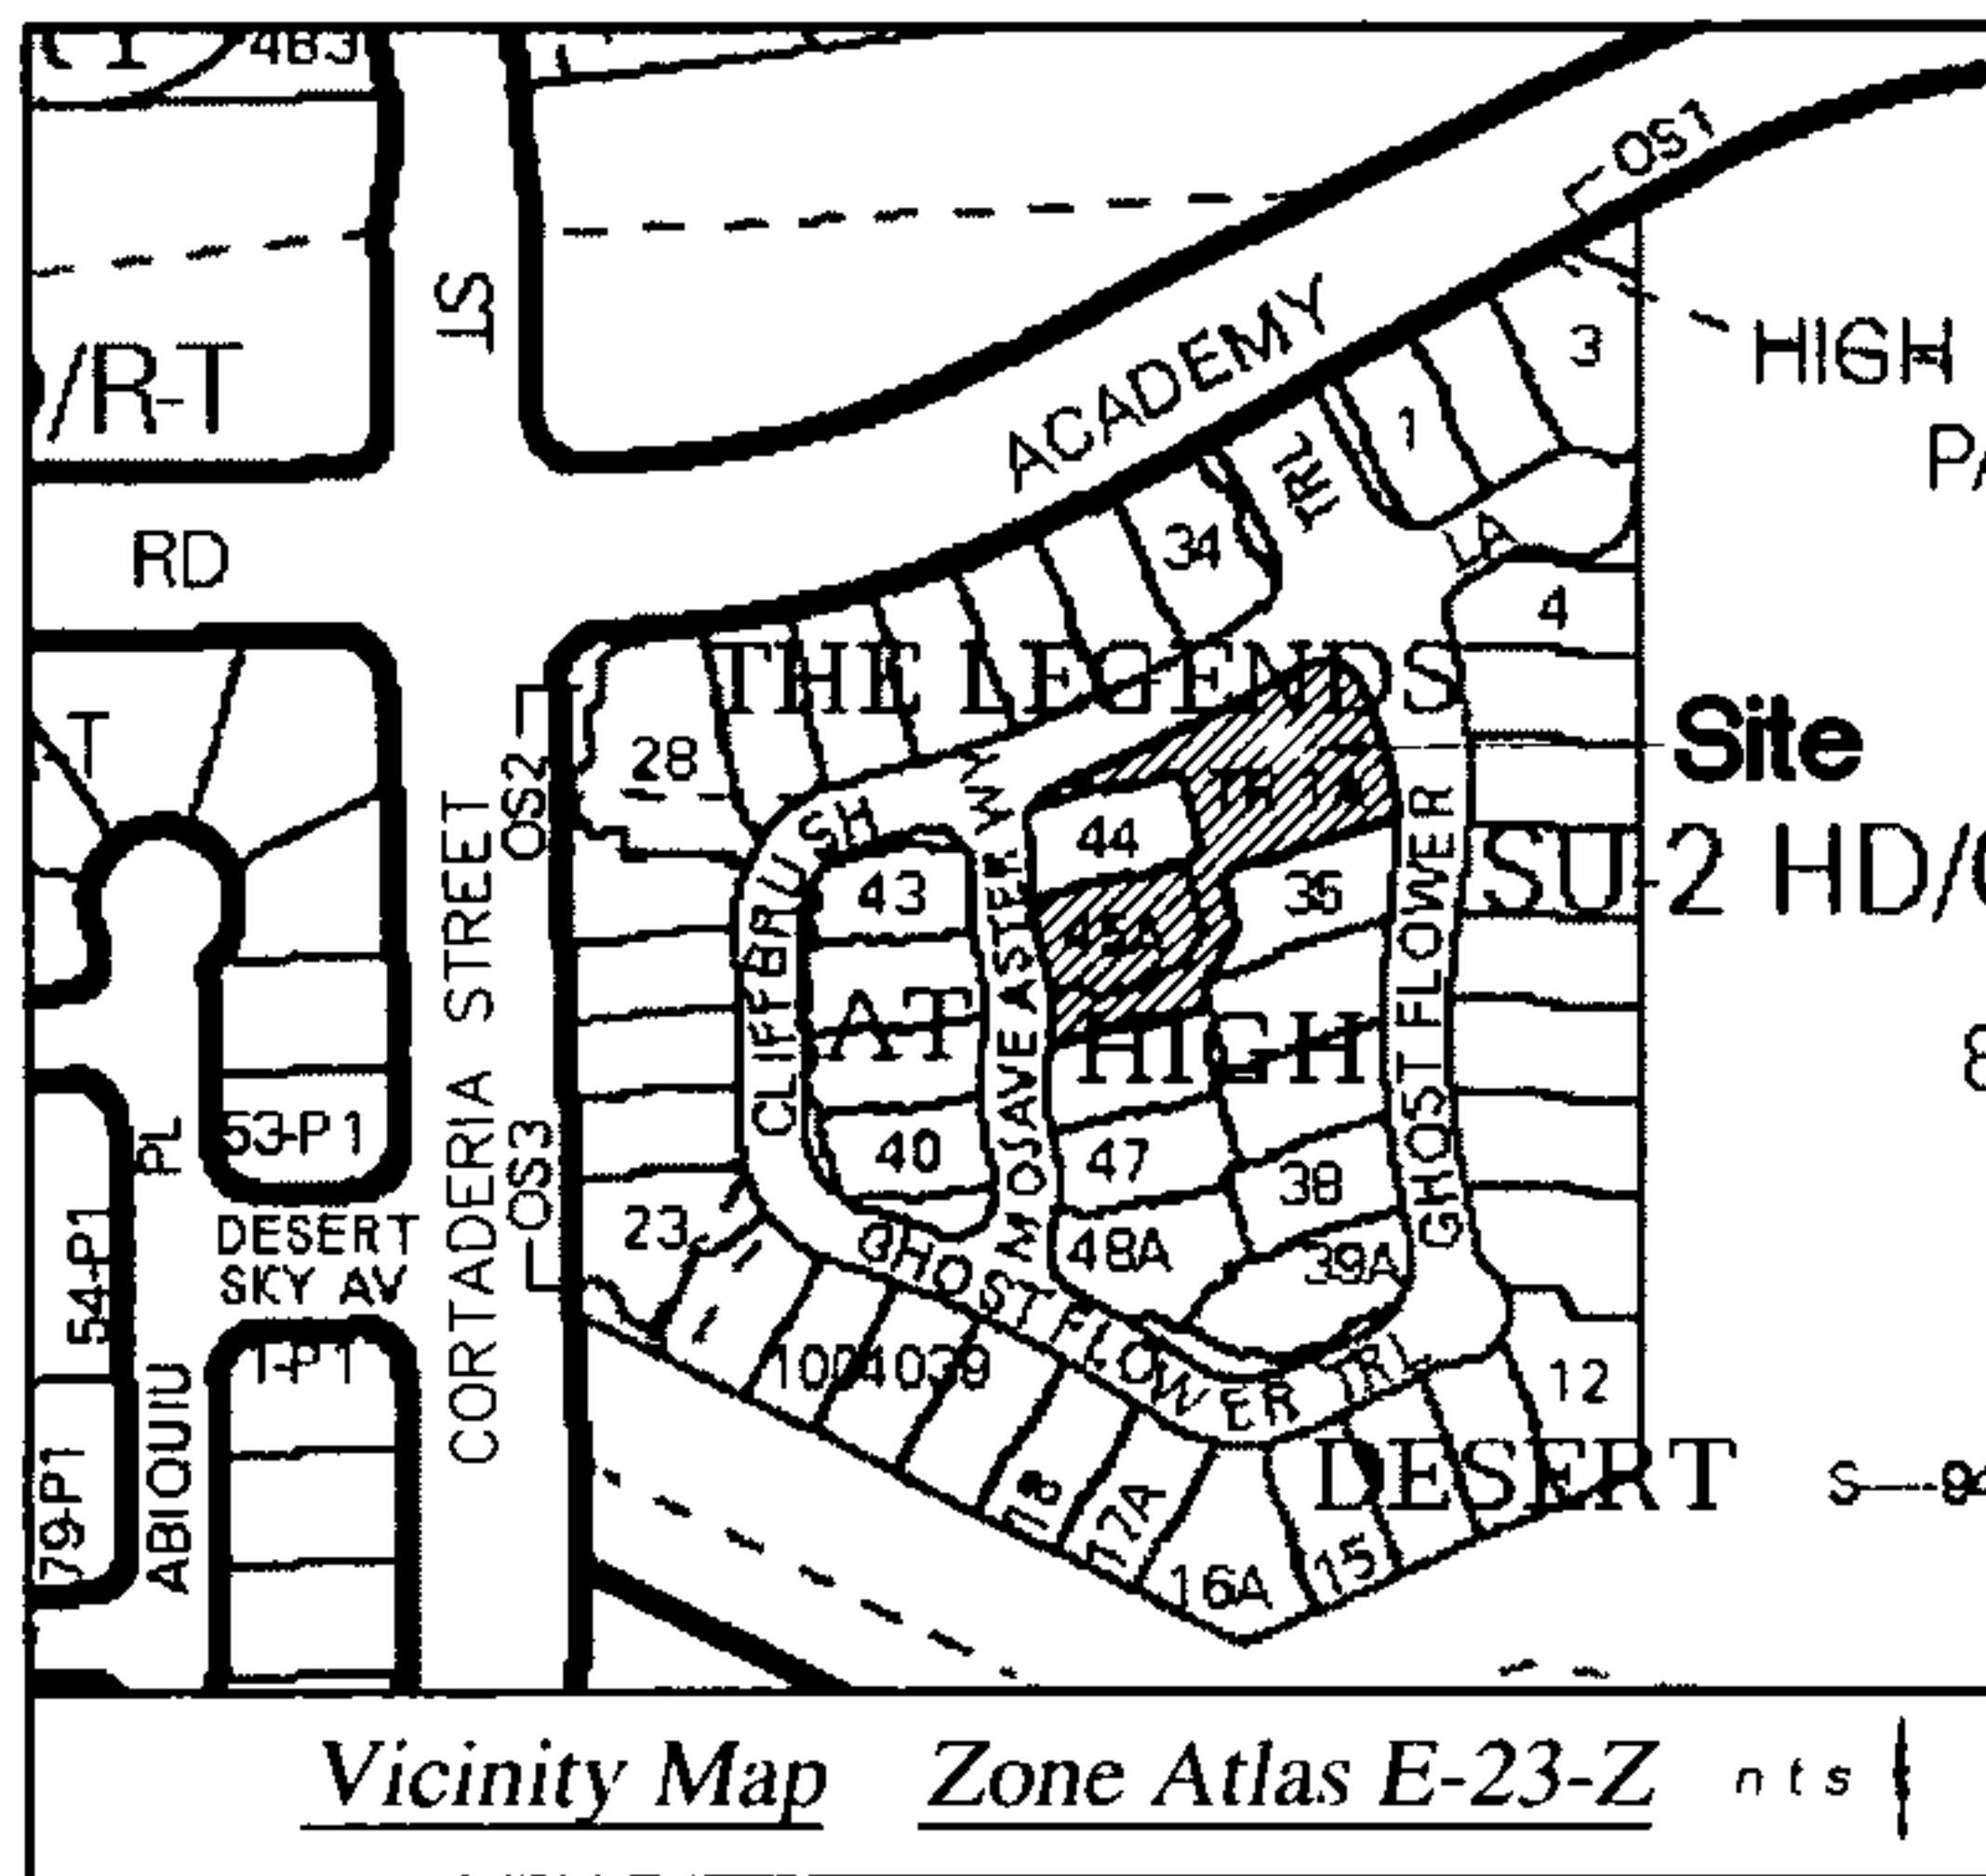 ST
OS1
/R-T
ACADEMY
3
HIGH
1
TRL
34
LA
RD
4
THE LEGENDS
T
28
Site
OS2
WY
CLIFFBRUSH
44
43
35
SU-2 HD/
CORTADERIA STREET
MOSAVE ASTER
GHOST FLOWER
AT
HIGH
53-P1
PL
40
47
38
OS3
23
48A
39A
DESERT
SKY AV
54-P1
GHOST FLOWER TRL
1-P1
12
ABIOQUIU
79-P1
18
17A
DESERT
16A
15
Vicinity Map Zone Atlas E-23-Z nts